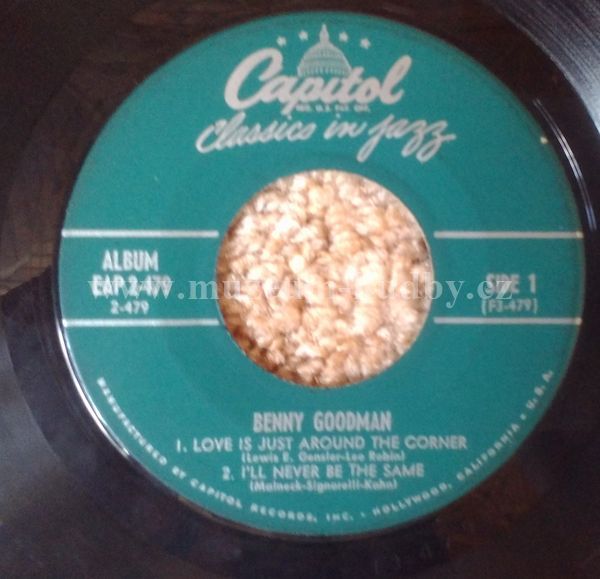 Capitol
REG. U.S. PAT. OFF.
Classics in jazz
ALBUM
EAP 2-479
2-479
SIDE 1
(F3-479)
www.muzeum-hudby.cz
BENNY GOODMAN
1. LOVE IS JUST AROUND THE CORNER
(Lewis E. Gensler-Leo Robin)
2. I'LL NEVER BE THE SAME
(Malneck-Signorelli-Kahn)
MANUFACTURED BY CAPITOL RECORDS, INC. • HOLLYWOOD, CALIFORNIA • U.S.A.